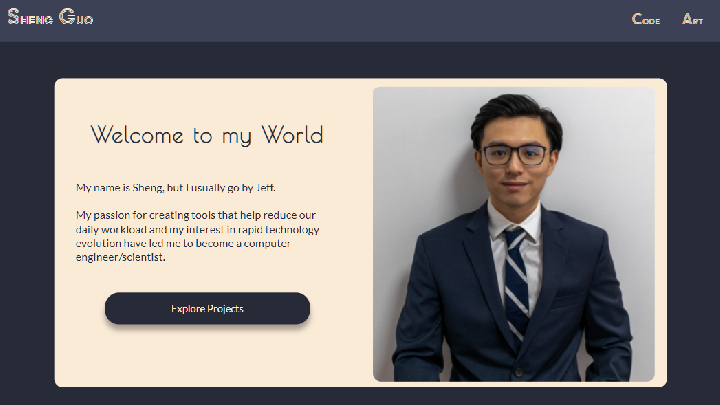 Sheng Guo
Code
Art
Welcome to my World
My name is Sheng, but I usually go by Jeff.
My passion for creating tools that help reduce our
daily workload and my interest in rapid technology
evolution have led me to become a computer
engineer/scientist.
Explore Projects